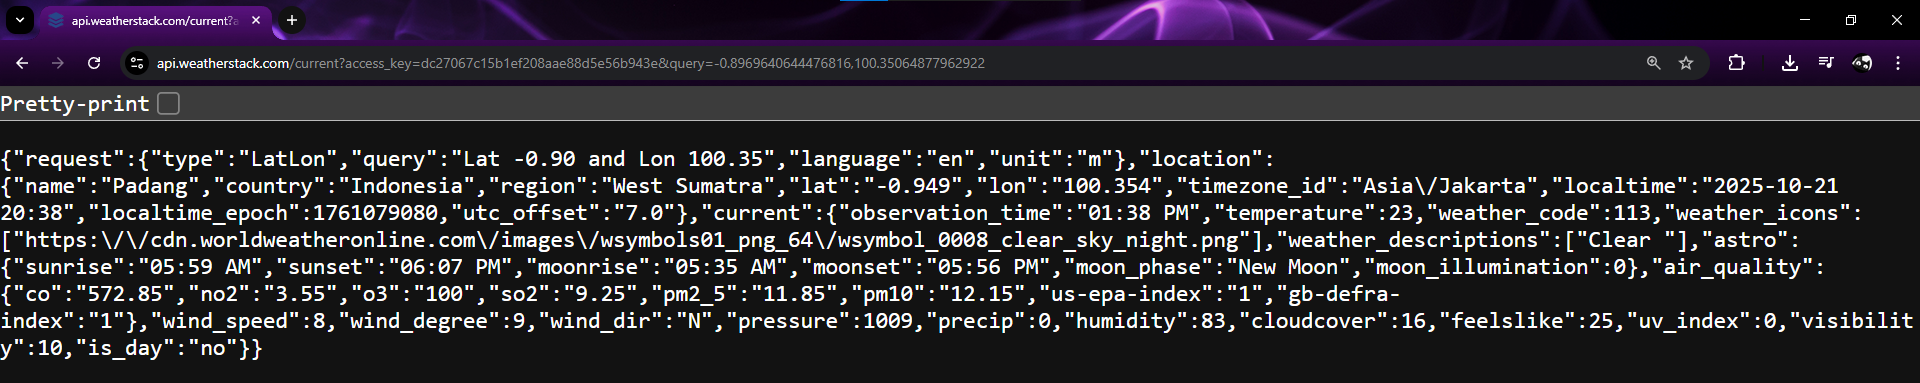 api.weatherstack.com/current?a
api.weatherstack.com/current?access_key=dc27067c15b1ef208aae88d5e56b943e&query=-0.8969640644476816,100.35064877962922
Pretty-print
{"request":{"type":"LatLon","query":"Lat -0.90 and Lon 100.35","language":"en","unit":"m"},"location":
{"name":"Padang","country":"Indonesia","region":"West Sumatra","lat":"-0.949","lon":"100.354","timezone_id":"Asia\/Jakarta","localtime":"2025-10-21
20:38","localtime_epoch":1761079080,"utc_offset":"7.0"},"current":{"observation_time":"01:38 PM","temperature":23,"weather_code":113,"weather_icons":
["https:\/\/cdn.worldweatheronline.com\/images\/wsymbols01_png_64\/wsymbol_0008_clear_sky_night.png"],"weather_descriptions":["Clear "],"astro":
{"sunrise":"05:59 AM","sunset":"06:07 PM","moonrise":"05:35 AM","moonset":"05:56 PM","moon_phase":"New Moon","moon_illumination":0},"air_quality":
{"co":"572.85","no2":"3.55","o3":"100","so2":"9.25","pm2_5":"11.85","pm10":"12.15","us-epa-index":"1","gb-defra-
index":"1"},"wind_speed":8,"wind_degree":9,"wind_dir":"N","pressure":1009,"precip":0,"humidity":83,"cloudcover":16,"feelslike":25,"uv_index":0,"visibilit
y":10,"is_day":"no"}}